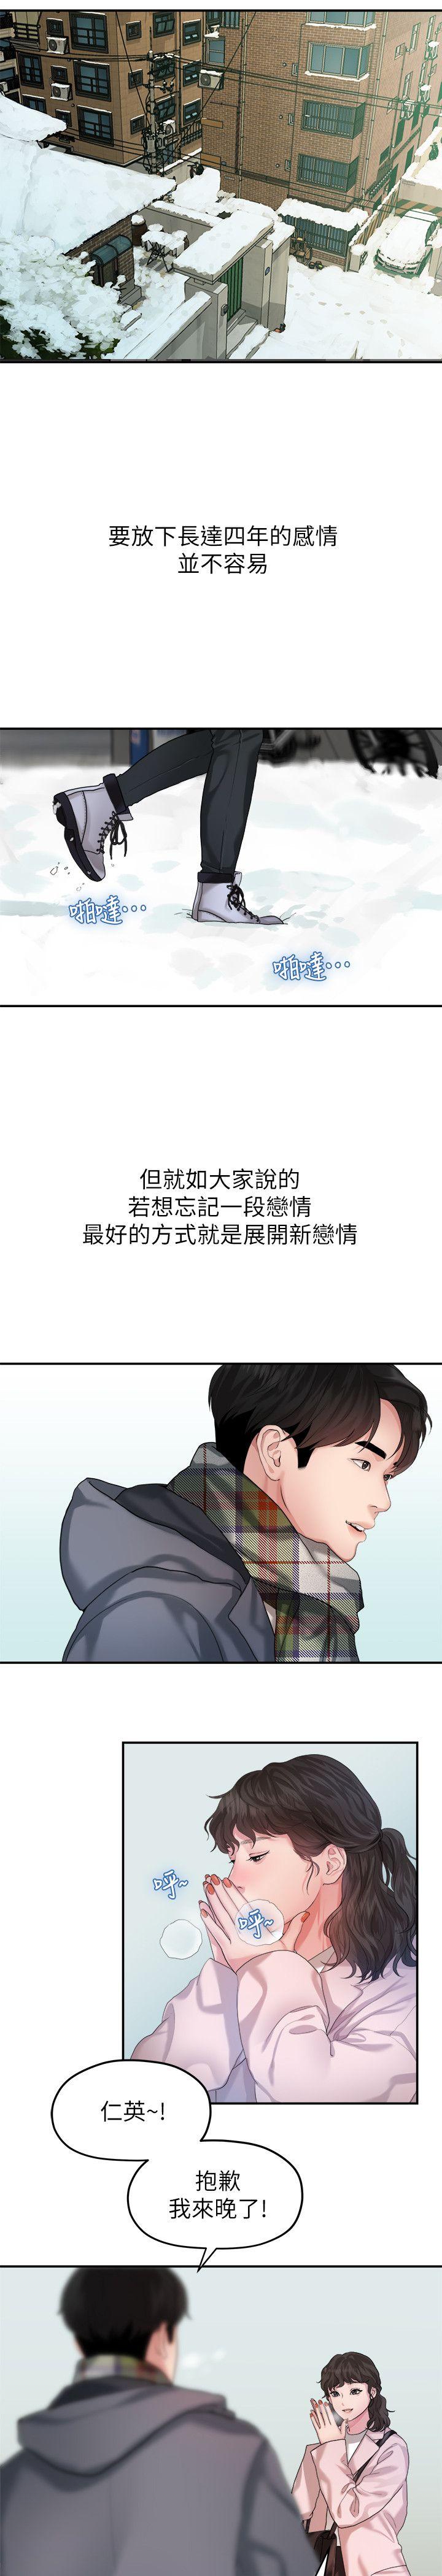 要放下長達四年的感情
並不容易
啪噠…
啪噠…
但就如大家說的
若想忘記一段戀情
最好的方式就是展開新戀情
呼~
呼~
仁英~!
抱歉
我來晚了!